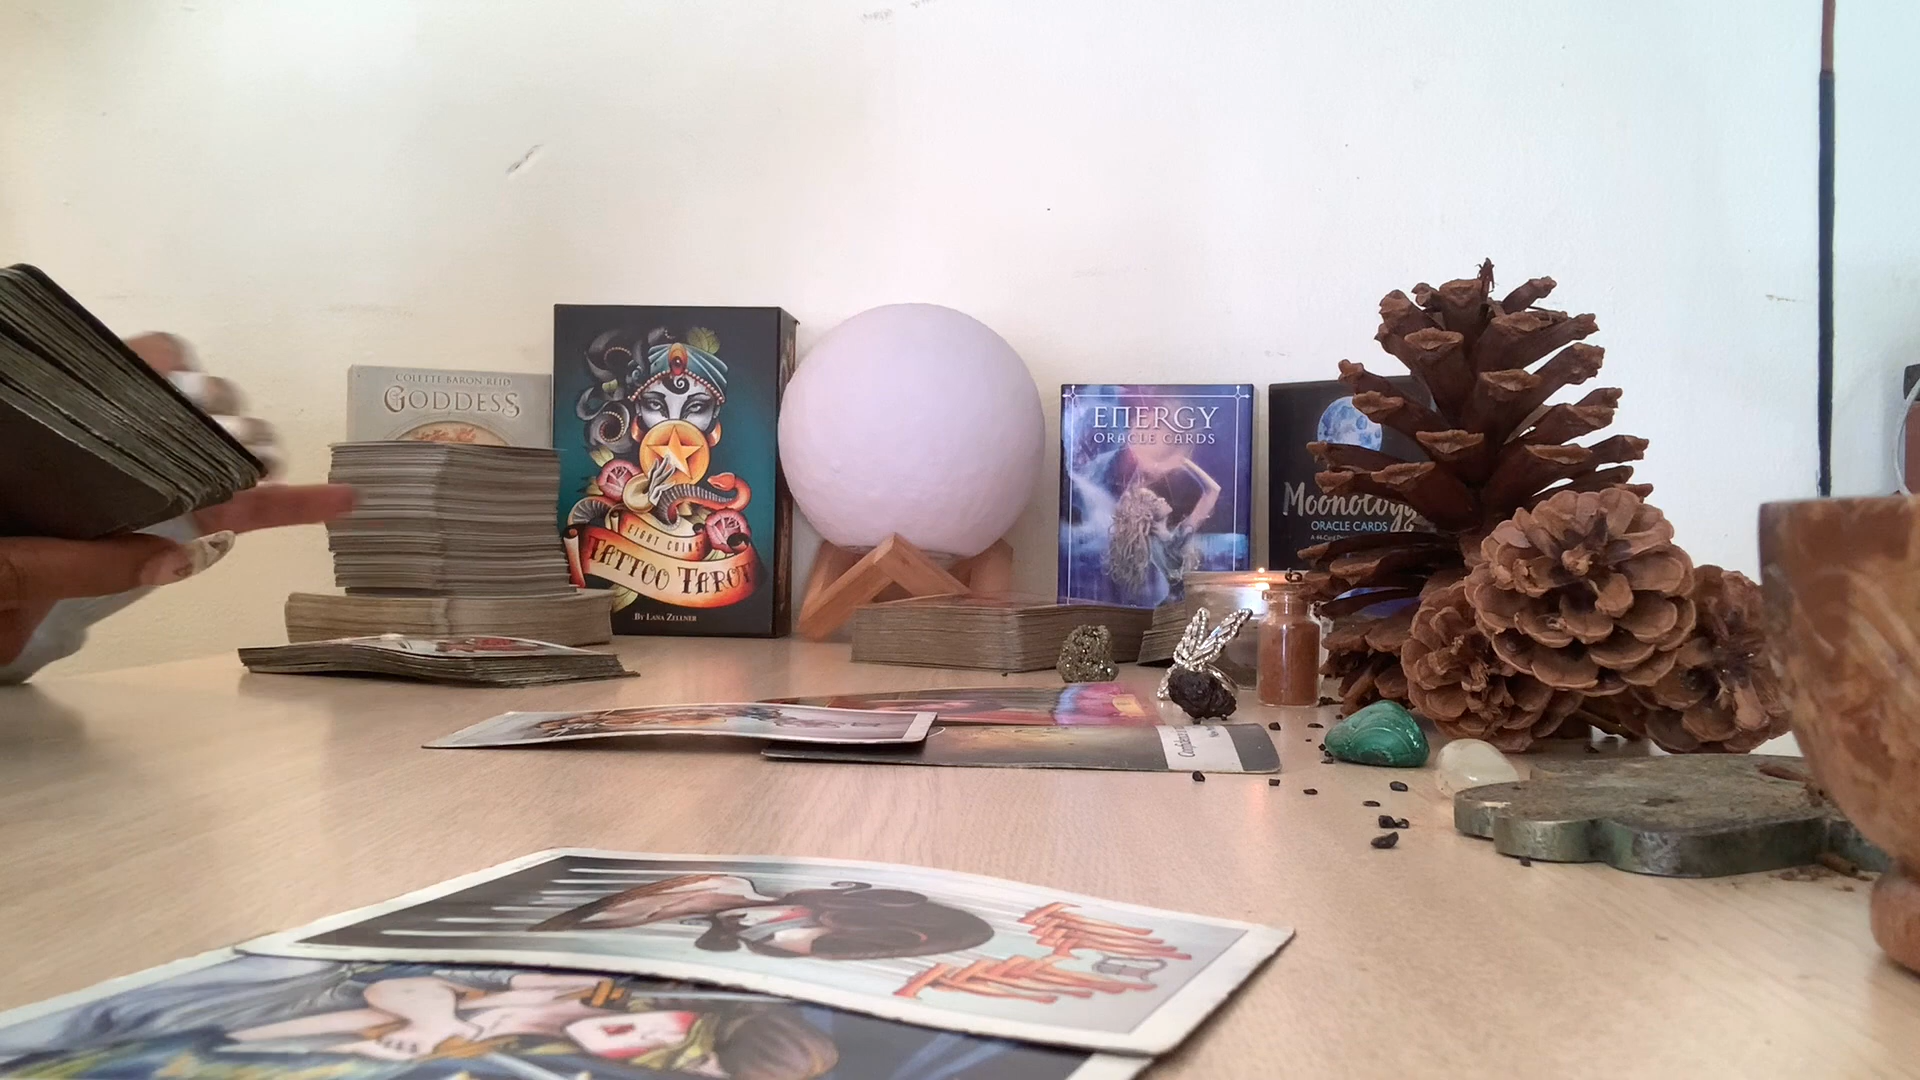 COLETTE BARON REID
GODDESS
EIGHT COINS'
TATTOO TAROT
BY LANA ZELLNER
ENERGY
ORACLE CARDS
Moonology
ORACLE CARDS